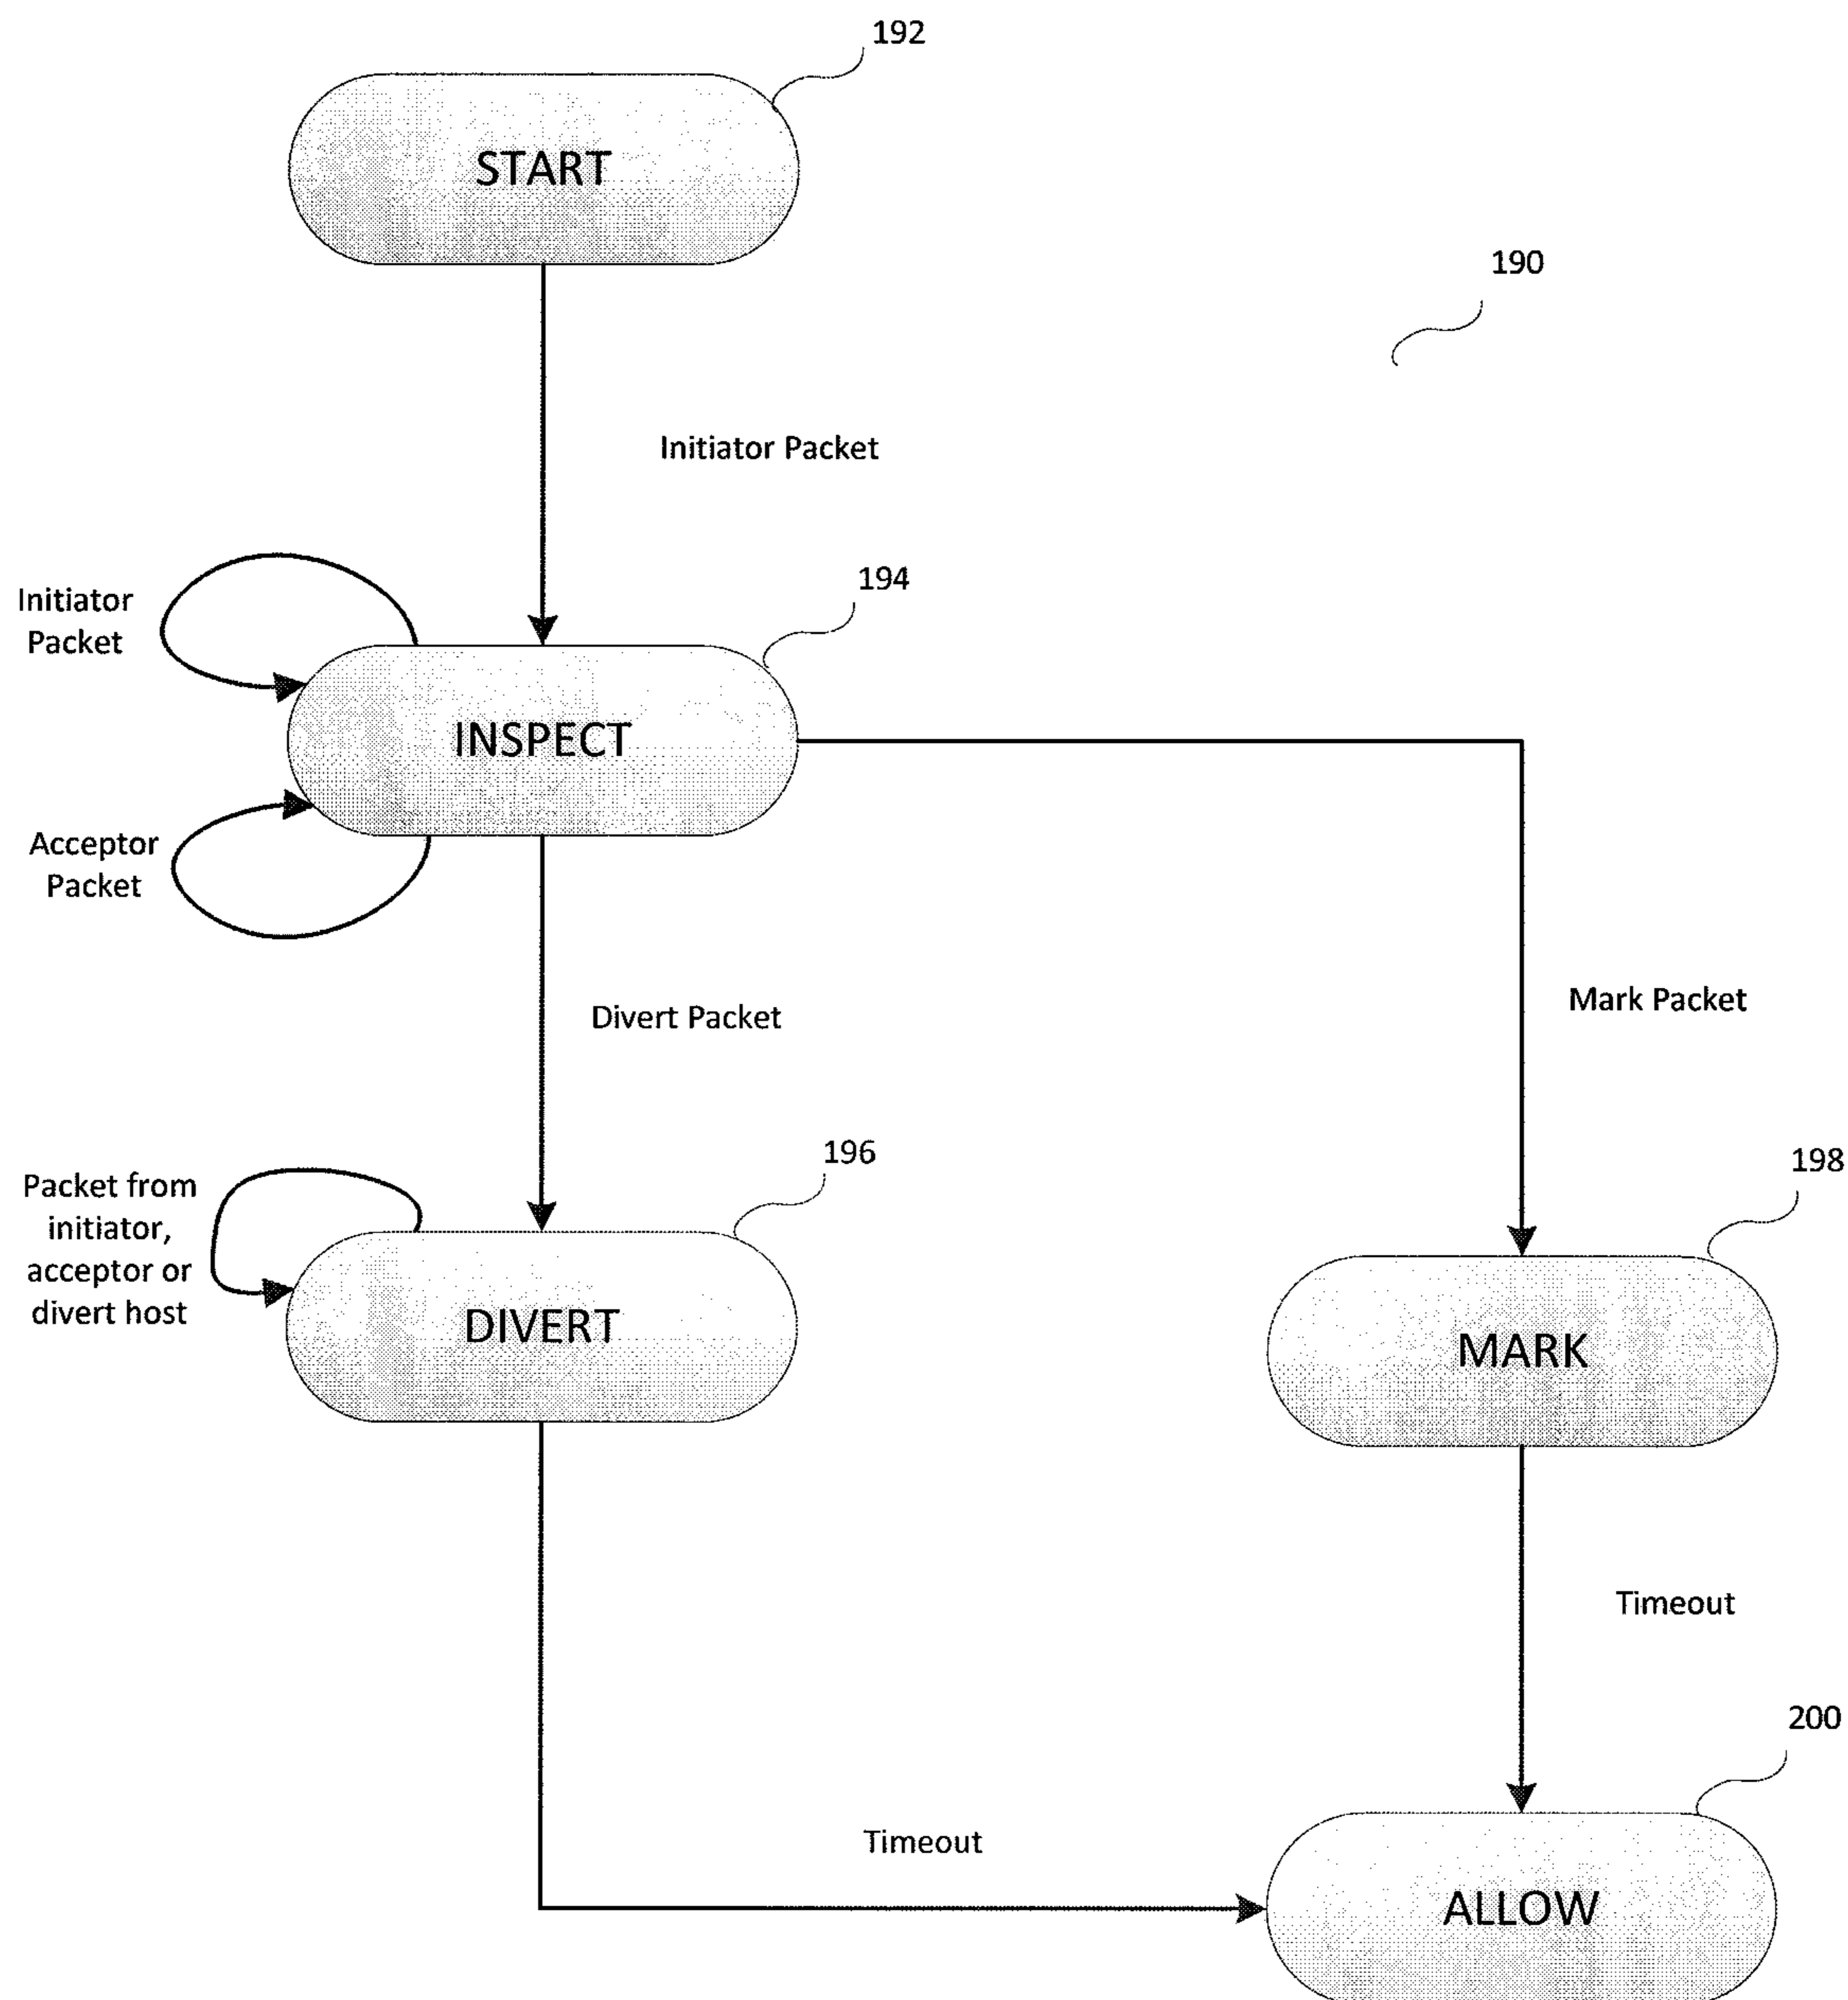 192
START
190
Initiator Packet
194
Initiator
Packet
INSPECT
Acceptor
Packet
Mark Packet
Divert Packet
196
198
Packet from
initiator,
acceptor or
divert host
DIVERT
MARK
Timeout
200
Timeout
ALLOW